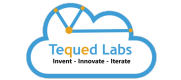 Tequed Labs
Invent - Innovate - Iterate